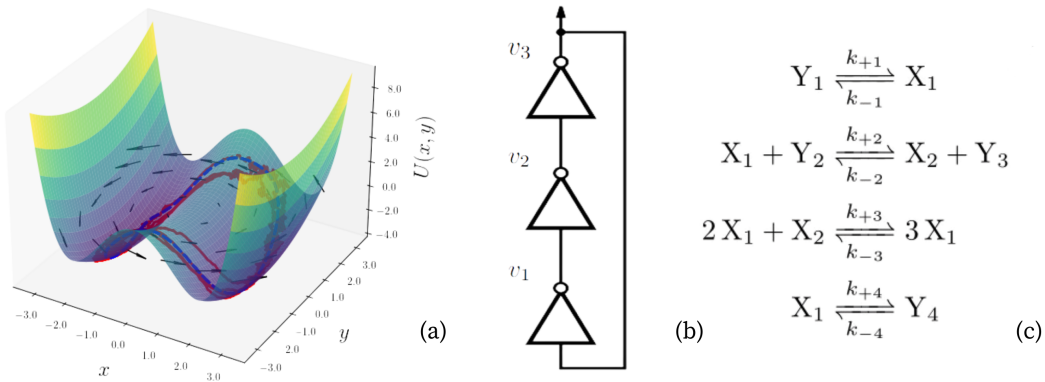 8.0
6.0
4.0
2.0
0.0
−2.0
−4.0
U(x, y)
−3.0
−2.0
−1.0
0.0
1.0
2.0
3.0
x
−3.0
−2.0
−1.0
0.0
1.0
2.0
3.0
y
(a)
v₃
v₂
v₁
(b)
Y₁ ⇌ X₁
k₊₁
k₋₁
X₁ + Y₂ ⇌ X₂ + Y₃
k₊₂
k₋₂
2 X₁ + X₂ ⇌ 3 X₁
k₊₃
k₋₃
X₁ ⇌ Y₄
k₊₄
k₋₄
(c)